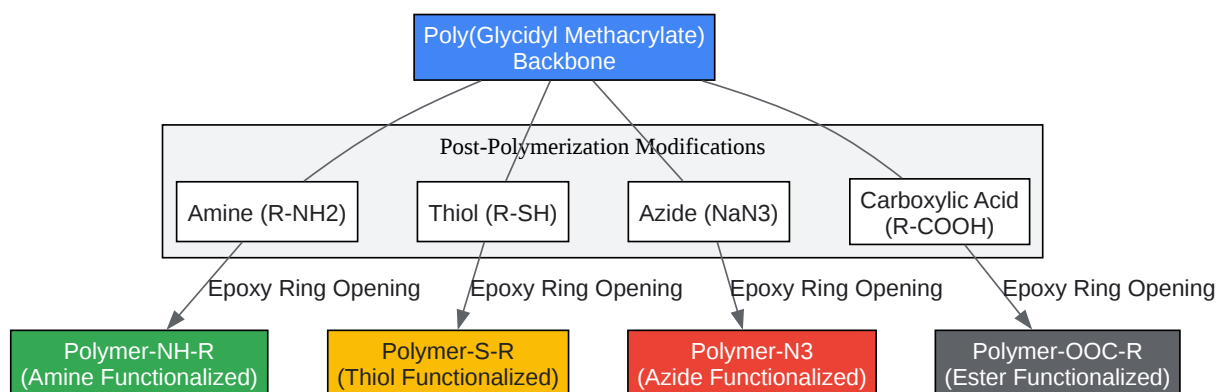 Poly(Glycidyl Methacrylate)
Backbone
Post-Polymerization Modifications
Amine (R-NH2)
Thiol (R-SH)
Azide (NaN3)
Carboxylic Acid
(R-COOH)
Epoxy Ring Opening
Epoxy Ring Opening
Epoxy Ring Opening
Epoxy Ring Opening
Polymer-NH-R
(Amine Functionalized)
Polymer-S-R
(Thiol Functionalized)
Polymer-N3
(Azide Functionalized)
Polymer-OOC-R
(Ester Functionalized)